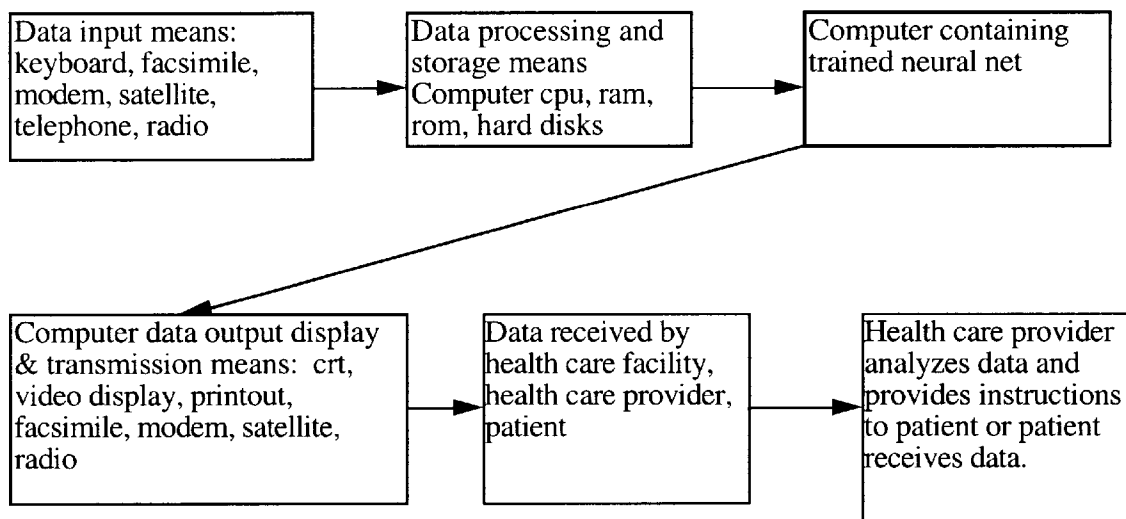 Data input means:
keyboard, facsimile,
modem, satellite,
telephone, radio
Data processing and
storage means
Computer cpu, ram,
rom, hard disks
Computer containing
trained neural net
Computer data output display
& transmission means:  crt,
video display, printout,
facsimile, modem, satellite,
radio
Data received by
health care facility,
health care provider,
patient
Health care provider
analyzes data and
provides instructions
to patient or patient
receives data.